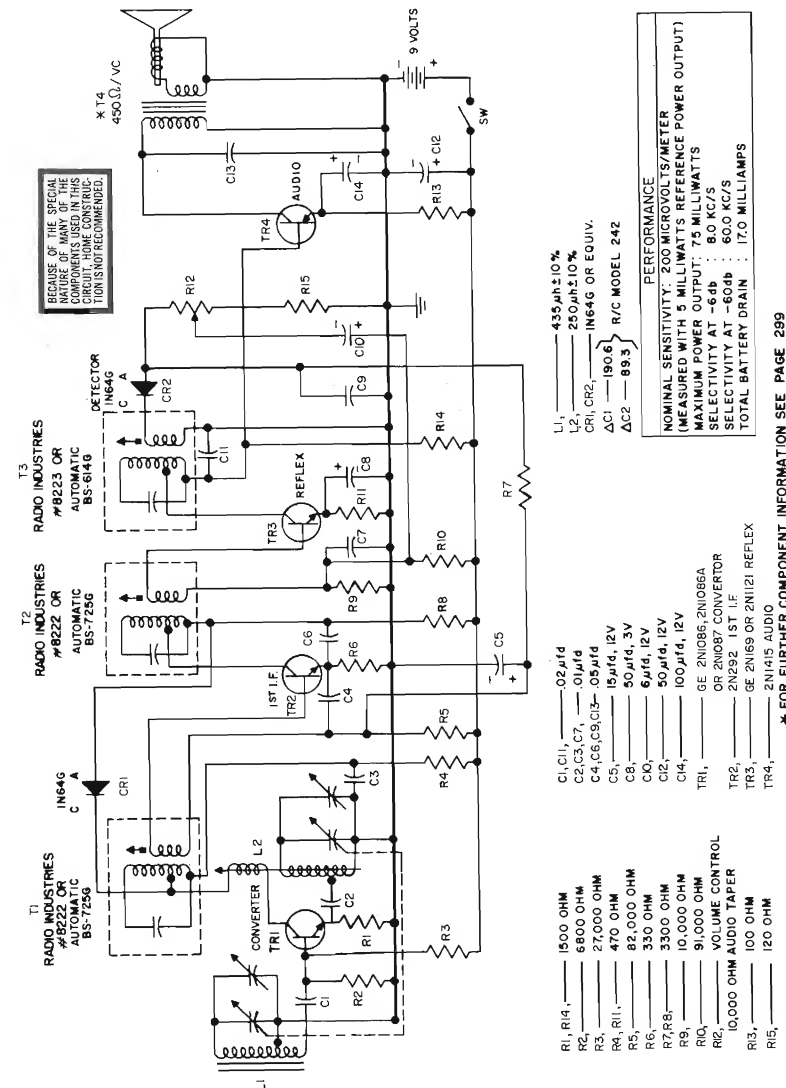 BECAUSE OF THE SPECIAL
NATURE OF MANY OF THE
COMPONENTS USED IN THIS
CIRCUIT, HOME CONSTRUC-
TION IS NOT RECOMMENDED.
T1
RADIO INDUSTRIES
#8222 OR
AUTOMATIC
BS-725G
1N64G
C A
CR1
T2
RADIO INDUSTRIES
#8222 OR
AUTOMATIC
BS-725G
T3
RADIO INDUSTRIES
#8223 OR
AUTOMATIC
BS-614G
DETECTOR
1N64G
C A
CR2
* T4
450Ω/VC
L1
CONVERTER
TR1
L2
1ST I.F.
TR2
REFLEX
TR3
AUDIO
TR4
C1
R2
R1
C2
C3
R3
R4
R5
C4
R6
C6
C5
- +
R8
R9
C7
R10
R11
+ C8 -
C11
R14
C9
R7
C10
- +
R12
R15
C13
+ C14 -
R13
+ C12 -
9 VOLTS
- +
SW
R1, R14, 1500 OHM
R2, 6800 OHM
R3, 27,000 OHM
R4, R11, 470 OHM
R5, 82,000 OHM
R6, 330 OHM
R7, R8, 3300 OHM
R9, 10,000 OHM
R10, 91,000 OHM
R12, VOLUME CONTROL
10,000 OHM AUDIO TAPER
R13, 100 OHM
R15, 120 OHM
C1, C11, .02µfd
C2, C3, C7, .01µfd
C4, C6, C9, C13 .05µfd
C5, 15µfd, 12V
C8, 50µfd, 3V
C10, 6µfd, 12V
C12, 50µfd, 12V
C14, 100µfd, 12V
TR1, GE 2N1086, 2N1086A
OR 2N1087 CONVERTOR
TR2, 2N292 1ST I.F.
TR3, GE 2N169 OR 2N1121 REFLEX
TR4, 2N1415 AUDIO
L1, 435µh±10%
L2, 250µh±10%
CR1, CR2, 1N64G OR EQUIV.
ΔC1 190.6
ΔC2 89.3
R/C MODEL 242
PERFORMANCE
NOMINAL SENSITIVITY: 200 MICROVOLTS/METER
(MEASURED WITH 5 MILLIWATTS REFERENCE POWER OUTPUT)
MAXIMUM POWER OUTPUT: 75 MILLIWATTS
SELECTIVITY AT -6db : 8.0 KC/S
SELECTIVITY AT -60db : 60.0 KC/S
TOTAL BATTERY DRAIN : 17.0 MILLIAMPS
* FOR FURTHER COMPONENT INFORMATION SEE PAGE 299